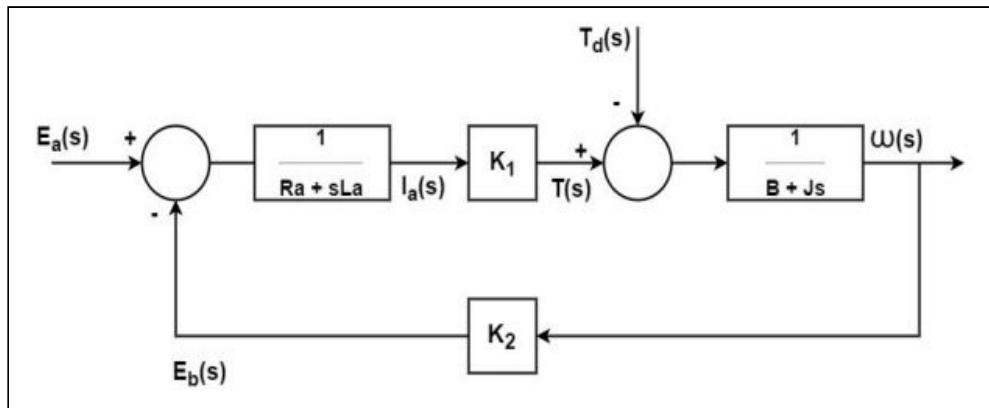 T_d(s)
-
E_a(s)
+
1
Ra + sLa
I_a(s)
K_1
+
T(s)
1
B + Js
ω(s)
-
K_2
E_b(s)